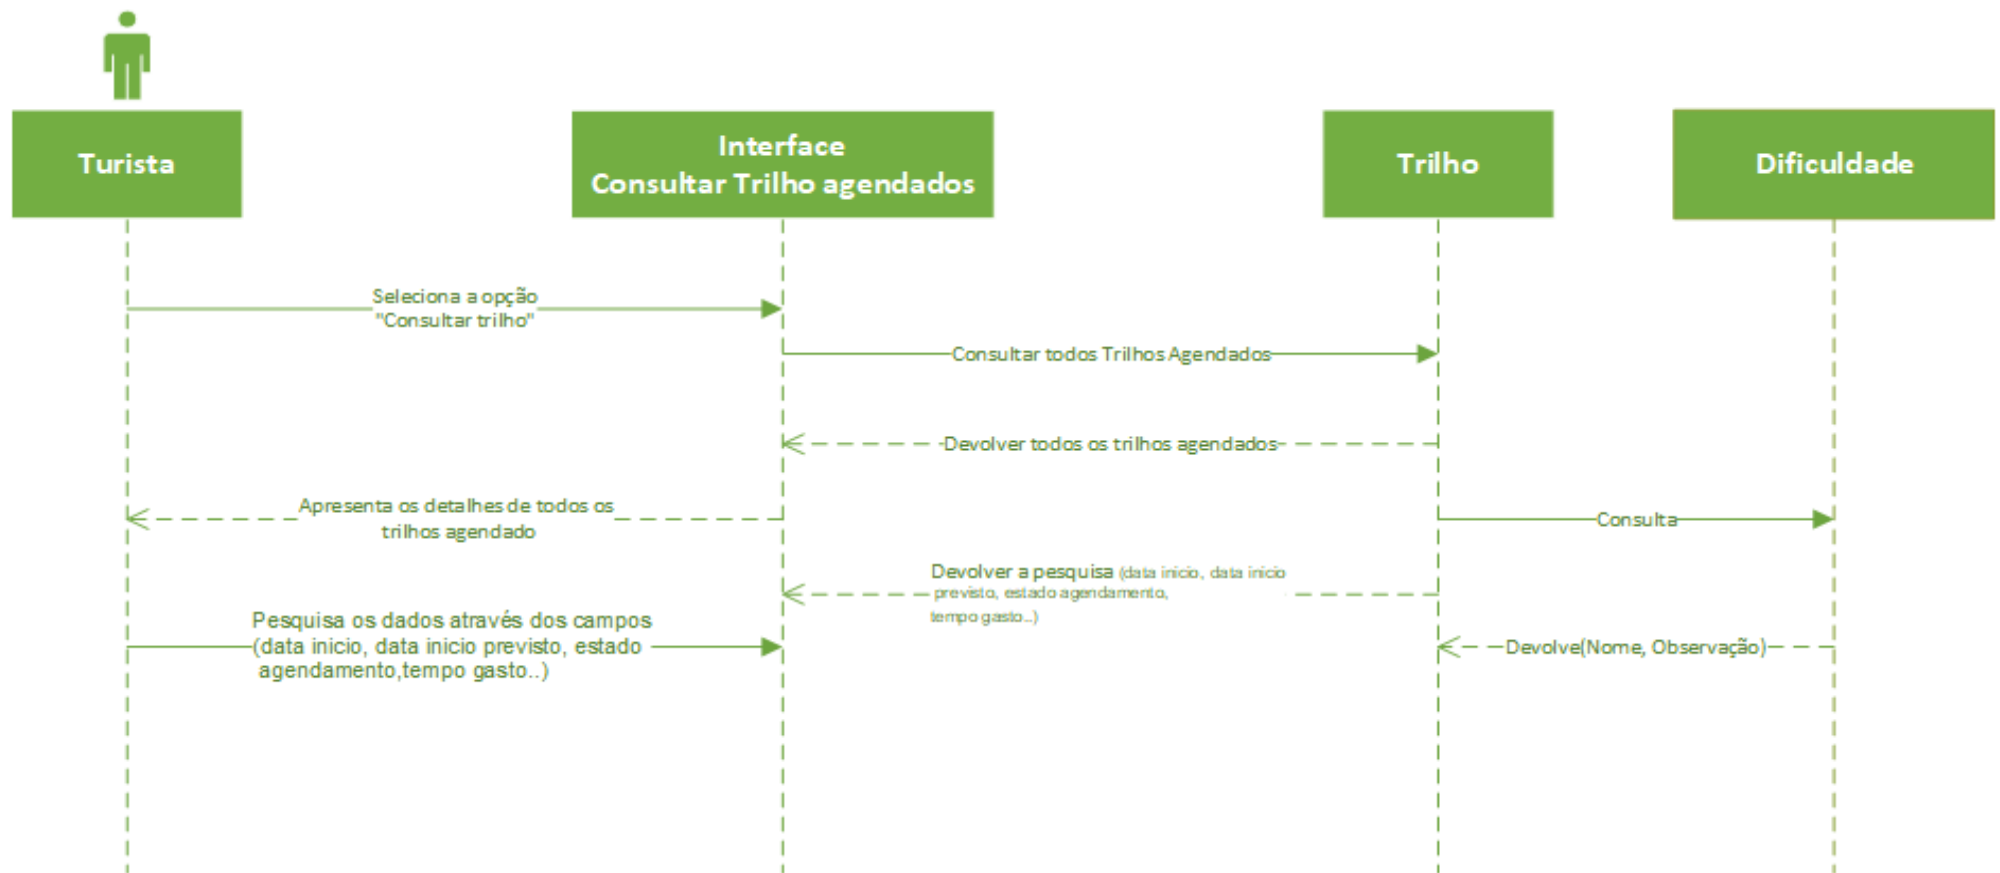 Turista
Interface
Consultar Trilho agendados
Trilho
Dificuldade
Seleciona a opção
"Consultar trilho"
Consultar todos Trilhos Agendados
Devolver todos os trilhos agendados
Apresenta os detalhes de todos os
trilhos agendado
Consulta
Devolver a pesquisa (data inicio, data inicio
previsto, estado agendamento,
tempo gasto..)
Pesquisa os dados através dos campos
(data inicio, data inicio previsto, estado
agendamento,tempo gasto..)
Devolve(Nome, Observação)